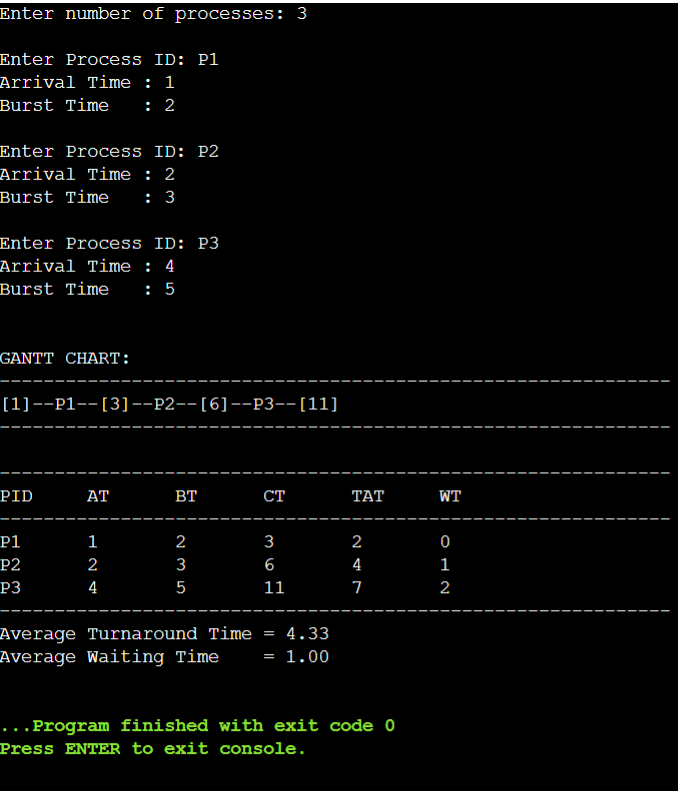 Enter number of processes: 3
Enter Process ID: P1
Arrival Time : 1
Burst Time   : 2
Enter Process ID: P2
Arrival Time : 2
Burst Time   : 3
Enter Process ID: P3
Arrival Time : 4
Burst Time   : 5
GANTT CHART:
-------------------------------------------------------------
[1]--P1--[3]--P2--[6]--P3--[11]
-------------------------------------------------------------
-------------------------------------------------------------
PID     AT      BT      CT      TAT     WT
-------------------------------------------------------------
P1      1       2       3       2       0
P2      2       3       6       4       1
P3      4       5       11      7       2
-------------------------------------------------------------
Average Turnaround Time = 4.33
Average Waiting Time    = 1.00
...Program finished with exit code 0
Press ENTER to exit console.